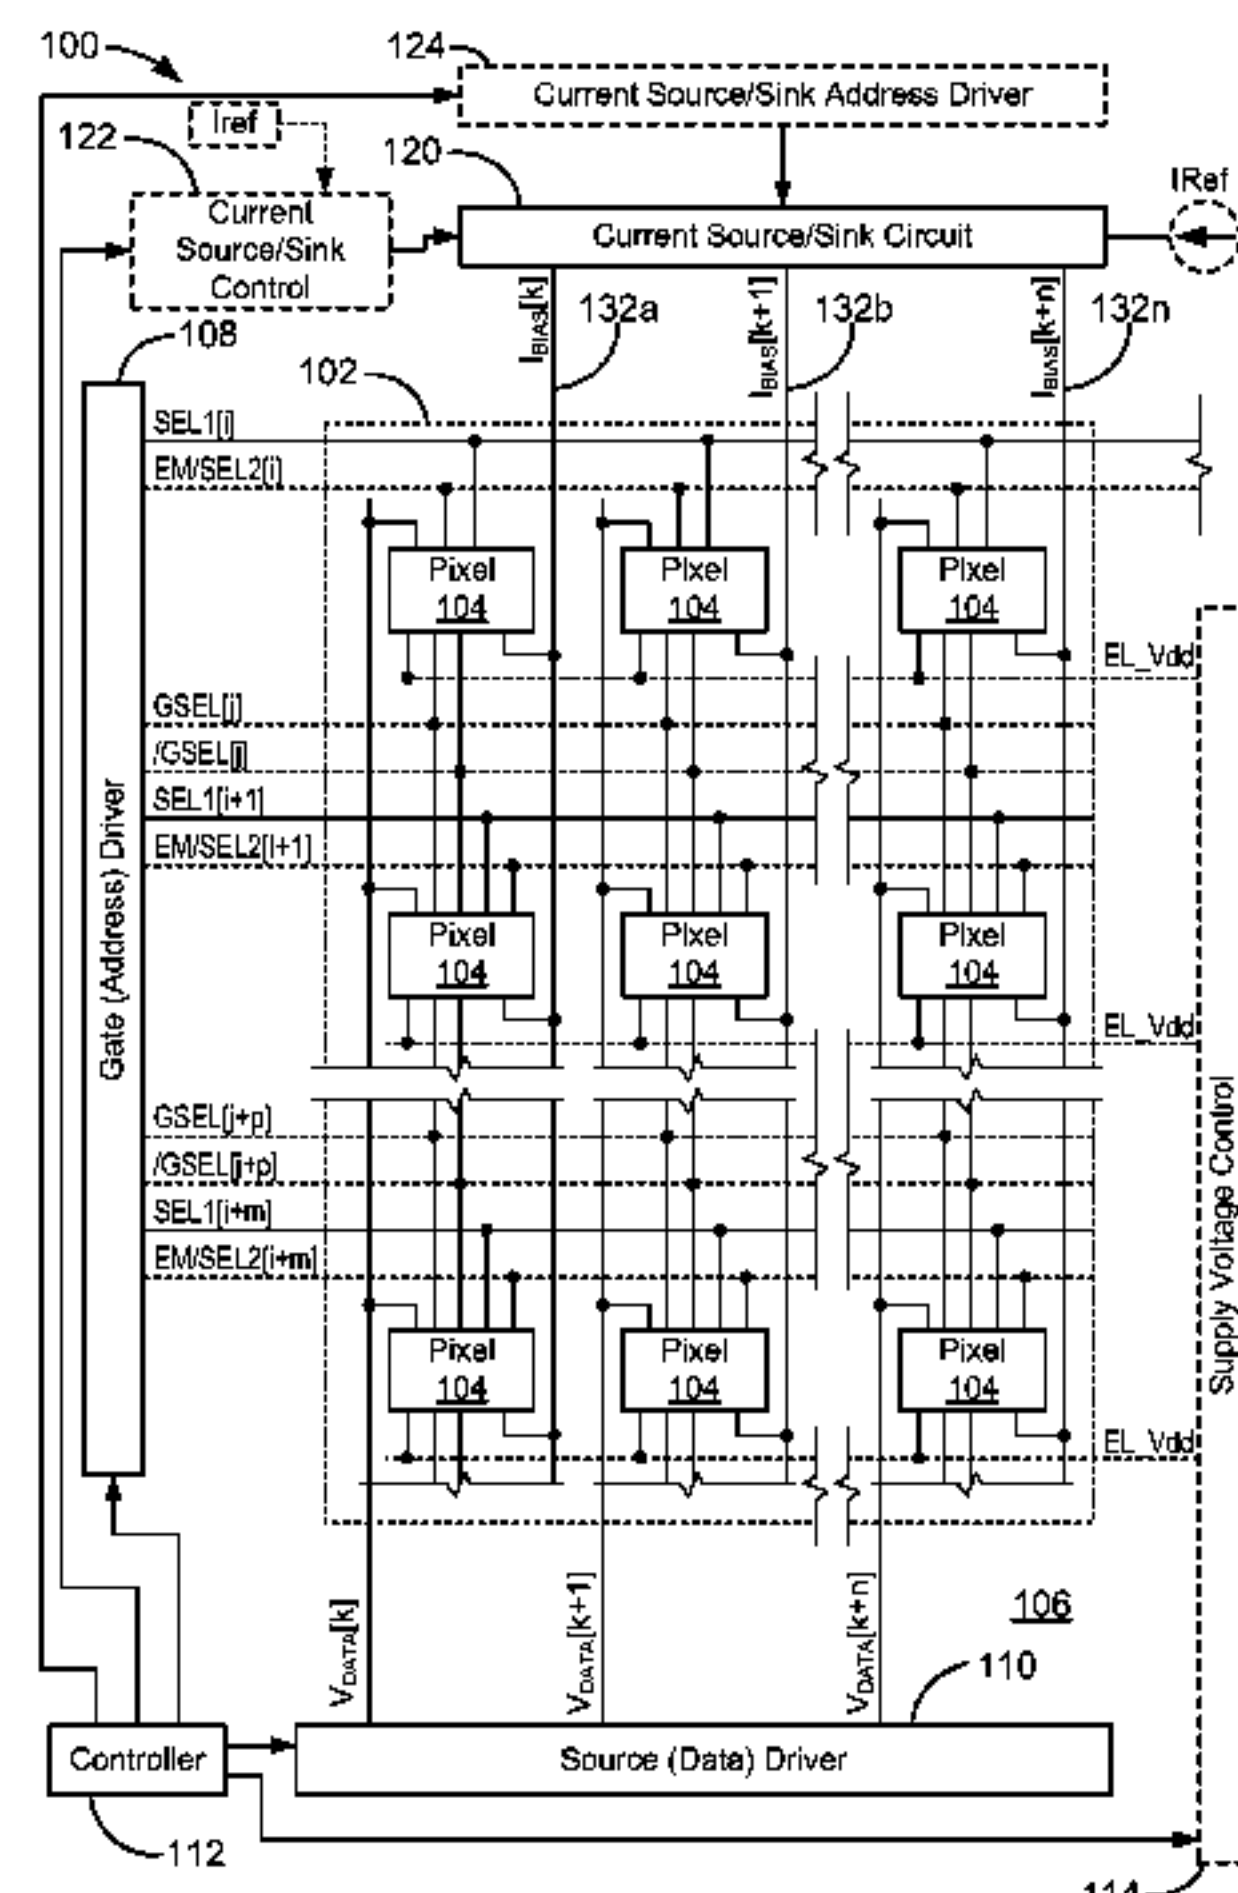 100
124
Current Source/Sink Address Driver
Iref
122
120
IRef
Current
Source/Sink
Control
Current Source/Sink Circuit
IBIAS[k]
132a
IBIAS[k+1]
132b
IBIAS[k+n]
132n
108
102
SEL1[i]
EM/SEL2[i]
Pixel
104
Pixel
104
Pixel
104
EL_Vdd
GSEL[j]
/GSEL[j]
SEL1[i+1]
EM/SEL2[i+1]
Gate (Address) Driver
Pixel
104
Pixel
104
Pixel
104
EL_Vdd
GSEL[j+p]
/GSEL[j+p]
SEL1[i+m]
EM/SEL2[i+m]
Supply Voltage Control
Pixel
104
Pixel
104
Pixel
104
EL_Vdd
VDATA[k]
VDATA[k+1]
VDATA[k+n]
106
110
Controller
Source (Data) Driver
112
114